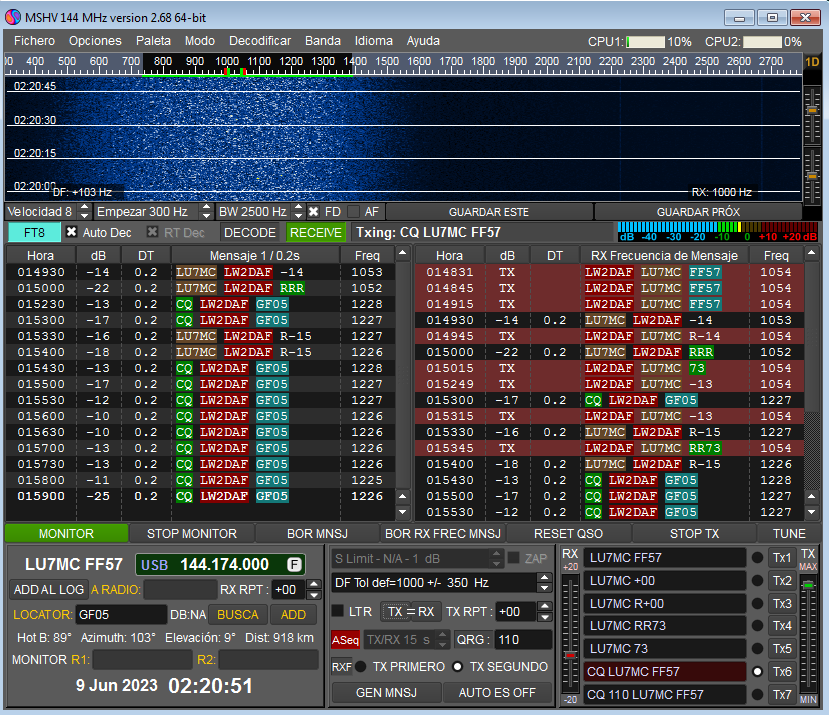 MSHV 144 MHz version 2.68 64-bit
Fichero Opciones Paleta Modo Decodificar Banda Idioma Ayuda CPU1: 10% CPU2: 0%
400 500 600 700 800 900 1000 1100 1200 1300 1400 1500 1600 1700 1800 1900 2000 2100 2200 2300 2400 2500 2600 2700 1D
02:20:45
02:20:30
02:20:15
02:20:00 DF: +103 Hz RX: 1000 Hz
Velocidad 8 Empezar 300 Hz BW 2500 Hz FD AF GUARDAR ESTE GUARDAR PRÓX
FT8 Auto Dec RT Dec DECODE RECEIVE Txing: CQ LU7MC FF57 dB -40 -30 -20 -10 0 +10 +20 dB
Hora dB DT Mensaje 1 / 0.2s Freq
014930 -14 0.2 LU7MC LW2DAF -14 1053
015000 -22 0.2 LU7MC LW2DAF RRR 1052
015230 -13 0.2 CQ LW2DAF GF05 1228
015300 -17 0.2 CQ LW2DAF GF05 1227
015330 -16 0.2 LU7MC LW2DAF R-15 1227
015400 -18 0.2 LU7MC LW2DAF R-15 1226
015430 -13 0.2 CQ LW2DAF GF05 1228
015500 -17 0.2 CQ LW2DAF GF05 1227
015530 -12 0.2 CQ LW2DAF GF05 1227
015600 -10 0.2 CQ LW2DAF GF05 1226
015630 -10 0.2 CQ LW2DAF GF05 1226
015700 -13 0.2 CQ LW2DAF GF05 1226
015730 -13 0.2 CQ LW2DAF GF05 1226
015800 -11 0.2 CQ LW2DAF GF05 1225
015900 -25 0.2 CQ LW2DAF GF05 1226
Hora dB DT RX Frecuencia de Mensaje Freq
014831 TX LW2DAF LU7MC FF57 1054
014845 TX LW2DAF LU7MC FF57 1054
014915 TX LW2DAF LU7MC FF57 1054
014930 -14 0.2 LU7MC LW2DAF -14 1053
014945 TX LW2DAF LU7MC R-14 1054
015000 -22 0.2 LU7MC LW2DAF RRR 1052
015015 TX LW2DAF LU7MC 73 1054
015249 TX LW2DAF LU7MC -13 1054
015300 -17 0.2 CQ LW2DAF GF05 1227
015315 TX LW2DAF LU7MC -13 1054
015330 -16 0.2 LU7MC LW2DAF R-15 1227
015345 TX LW2DAF LU7MC RR73 1054
015400 -18 0.2 LU7MC LW2DAF R-15 1226
015430 -13 0.2 CQ LW2DAF GF05 1228
015500 -17 0.2 CQ LW2DAF GF05 1227
015530 -12 0.2 CQ LW2DAF GF05 1227
MONITOR STOP MONITOR BOR MNSJ BOR RX FREC MNSJ RESET QSO STOP TX TUNE
LU7MC FF57 USB 144.174.000 F
ADD AL LOG A RADIO: RX RPT : +00
LOCATOR: GF05 DB:NA BUSCA ADD
Hot B: 89° Azimuth: 103° Elevación: 9° Dist: 918 km
MONITOR R1: R2:
9 Jun 2023 02:20:51
S Limit - N/A - 1 dB ZAP
DF Tol def=1000 +/- 350 Hz
LTR TX = RX TX RPT : +00
ASeq TX/RX 15 s QRG : 110
RXF TX PRIMERO TX SEGUNDO
GEN MNSJ AUTO ES OFF
RX
+20
-20
LU7MC FF57 Tx1
LU7MC +00 Tx2
LU7MC R+00 Tx3
LU7MC RR73 Tx4
LU7MC 73 Tx5
CQ LU7MC FF57 Tx6
CQ 110 LU7MC FF57 Tx7
TX
MAX
MIN